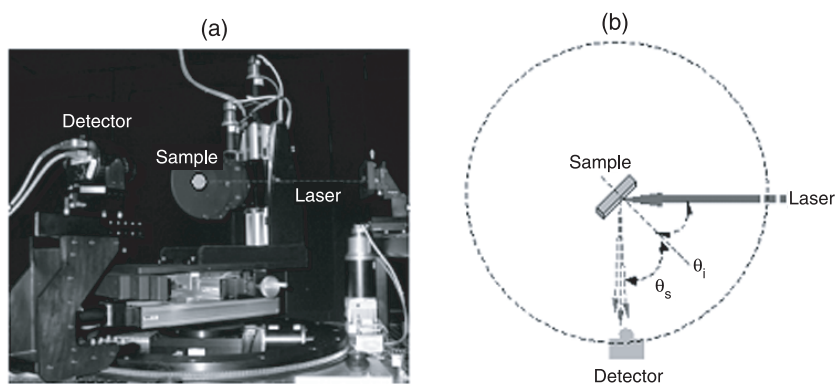 (a)
Detector
Sample
Laser
(b)
Sample
Laser
θi
θs
Detector